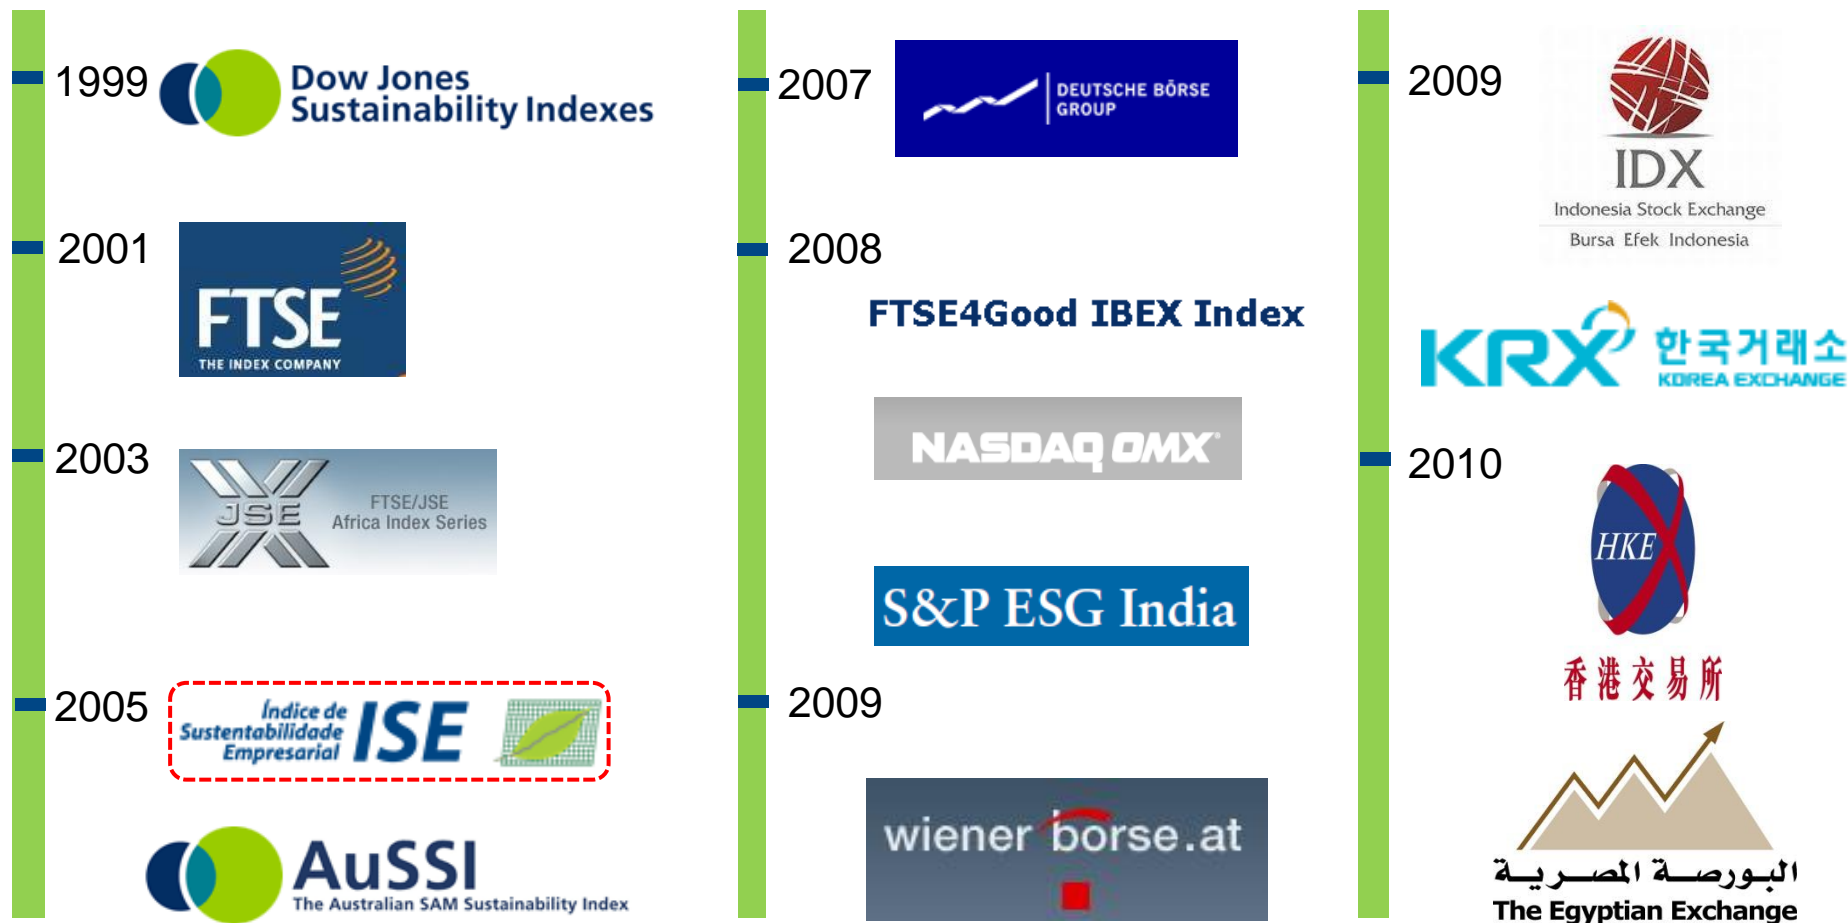 1999
Dow Jones
Sustainability Indexes
2001
FTSE
THE INDEX COMPANY
2003
JSE
FTSE/JSE
Africa Index Series
2005
Índice de
Sustentabilidade
Empresarial
ISE
AuSSI
The Australian SAM Sustainability Index
2007
DEUTSCHE BÖRSE
GROUP
2008
FTSE4Good IBEX Index
NASDAQ OMX
S&P ESG India
2009
wiener börse.at
2009
IDX
Indonesia Stock Exchange
Bursa Efek Indonesia
KRX 한국거래소
KOREA EXCHANGE
2010
HKEX
香港交易所
البورصة المصرية
The Egyptian Exchange